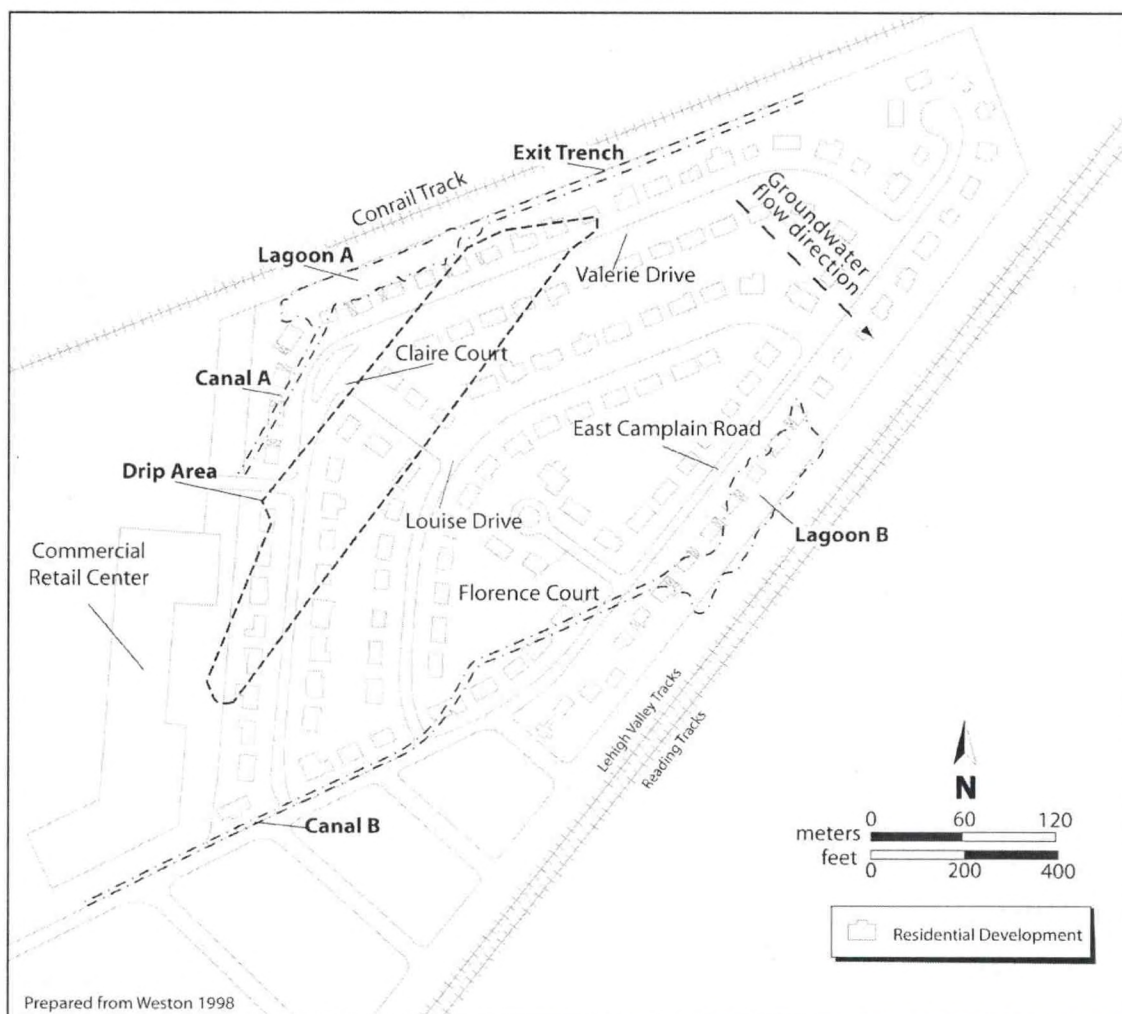 Exit Trench
Conrail Track
Lagoon A
Groundwater
flow direction
Valerie Drive
Claire Court
Canal A
East Camplain Road
Drip Area
Louise Drive
Lagoon B
Commercial
Retail Center
Florence Court
Lehigh Valley Tracks
Reading Tracks
N
0 60 120
meters
feet
0 200 400
Canal B
Residential Development
Prepared from Weston 1998